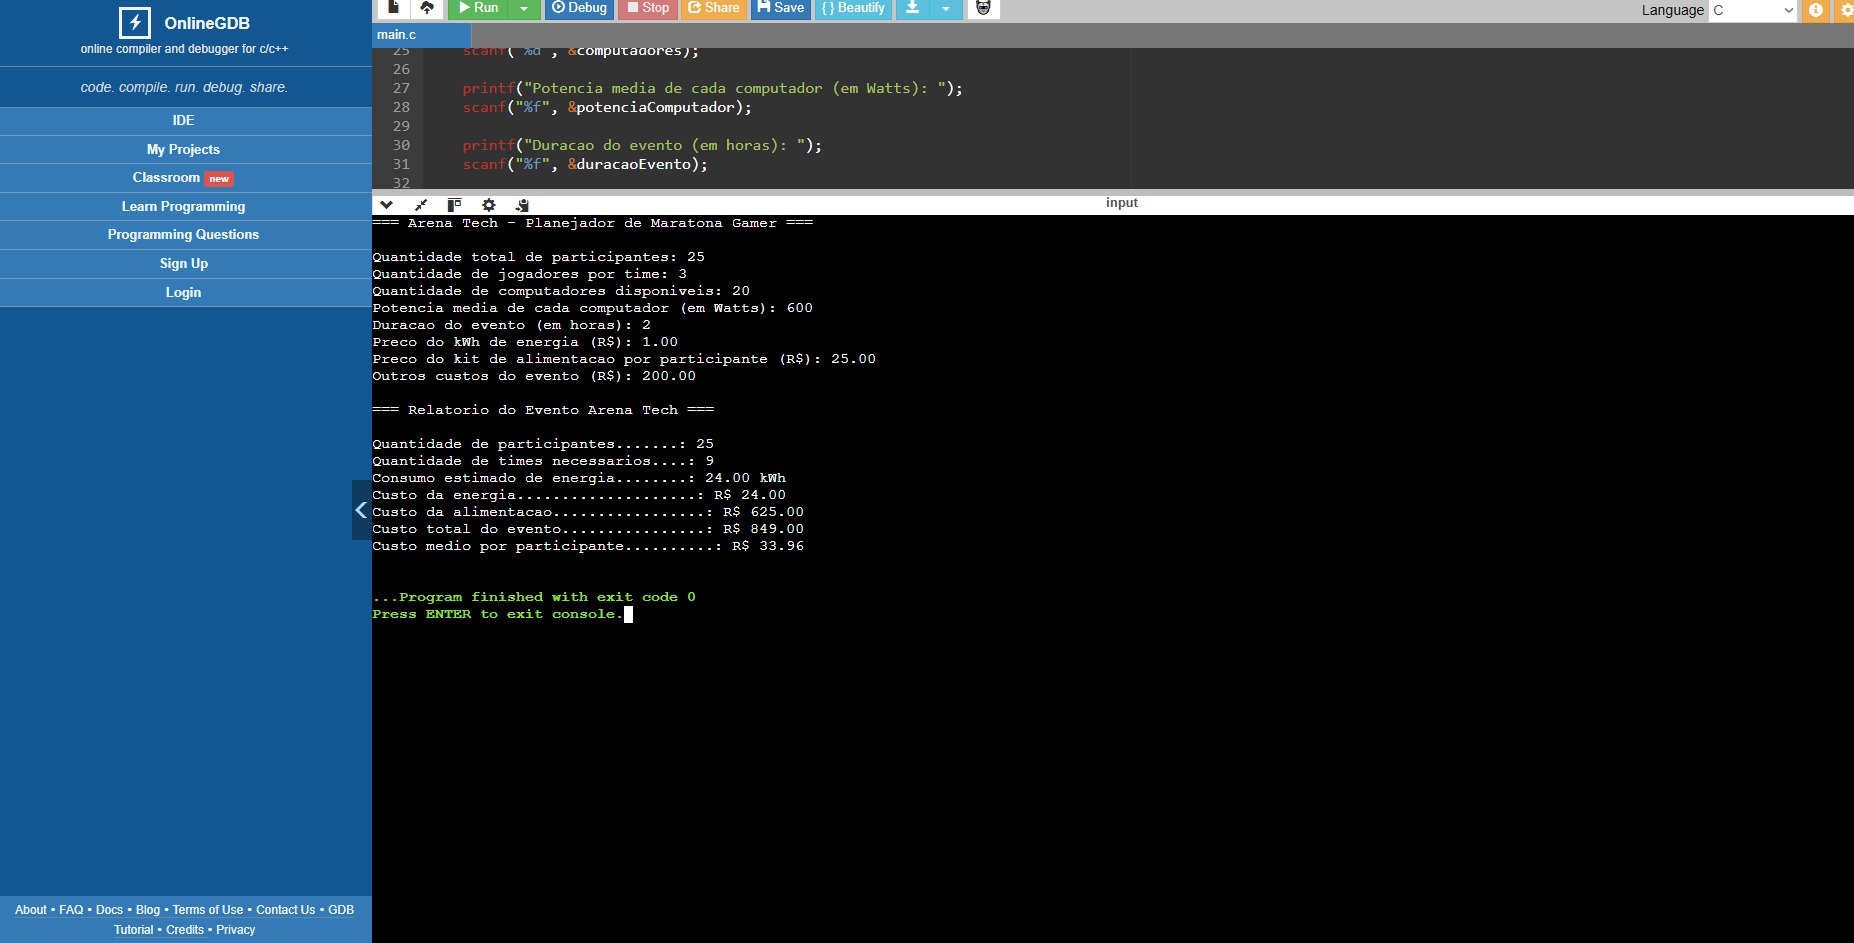 OnlineGDB
online compiler and debugger for c/c++
code. compile. run. debug. share.
IDE
My Projects
Classroom new
Learn Programming
Programming Questions
Sign Up
Login
About • FAQ • Docs • Blog • Terms of Use • Contact Us • GDB
Tutorial • Credits • Privacy
Run Debug Stop Share Save { } Beautify Language C
main.c
25 scanf("%d", &computadores);
26
27 printf("Potencia media de cada computador (em Watts): ");
28 scanf("%f", &potenciaComputador);
29
30 printf("Duracao do evento (em horas): ");
31 scanf("%f", &duracaoEvento);
32
input
=== Arena Tech - Planejador de Maratona Gamer ===
Quantidade total de participantes: 25
Quantidade de jogadores por time: 3
Quantidade de computadores disponiveis: 20
Potencia media de cada computador (em Watts): 600
Duracao do evento (em horas): 2
Preco do kWh de energia (R$): 1.00
Preco do kit de alimentacao por participante (R$): 25.00
Outros custos do evento (R$): 200.00
=== Relatorio do Evento Arena Tech ===
Quantidade de participantes.......: 25
Quantidade de times necessarios....: 9
Consumo estimado de energia........: 24.00 kWh
Custo da energia....................: R$ 24.00
Custo da alimentacao.................: R$ 625.00
Custo total do evento................: R$ 849.00
Custo medio por participante..........: R$ 33.96
...Program finished with exit code 0
Press ENTER to exit console.